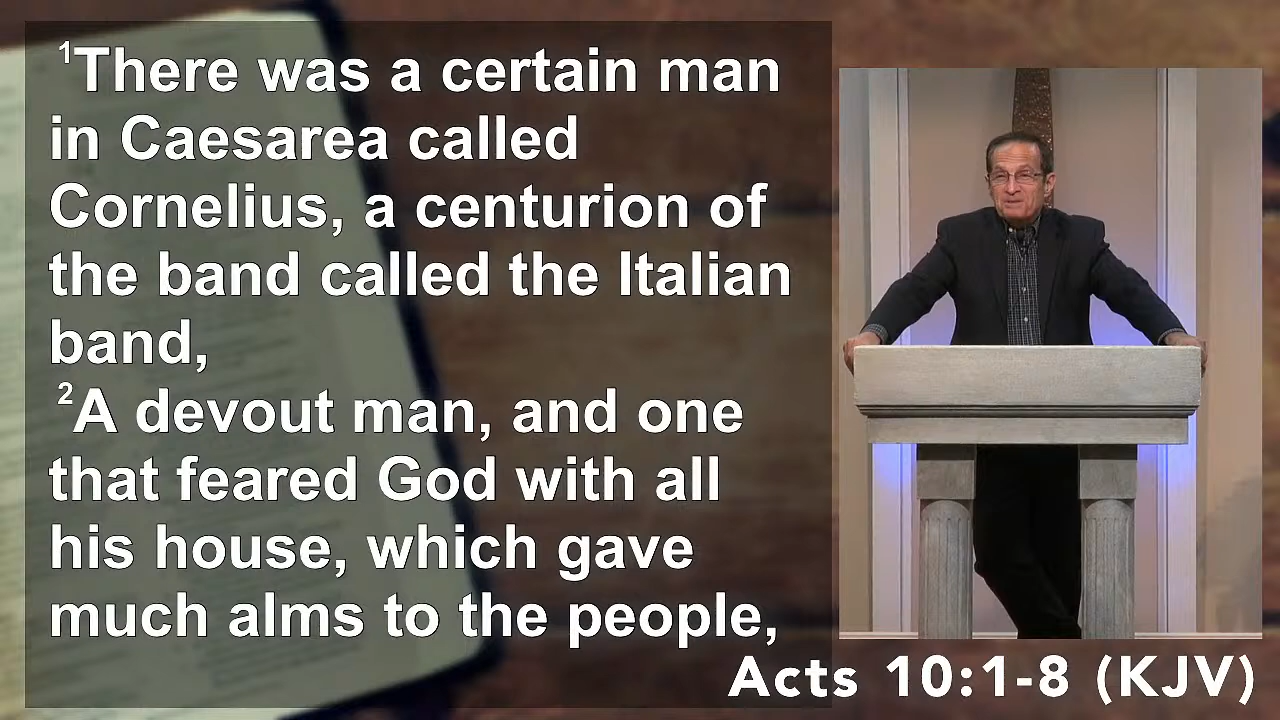 ¹There was a certain man
in Caesarea called
Cornelius, a centurion of
the band called the Italian
band,
²A devout man, and one
that feared God with all
his house, which gave
much alms to the people,
Acts 10:1-8 (KJV)